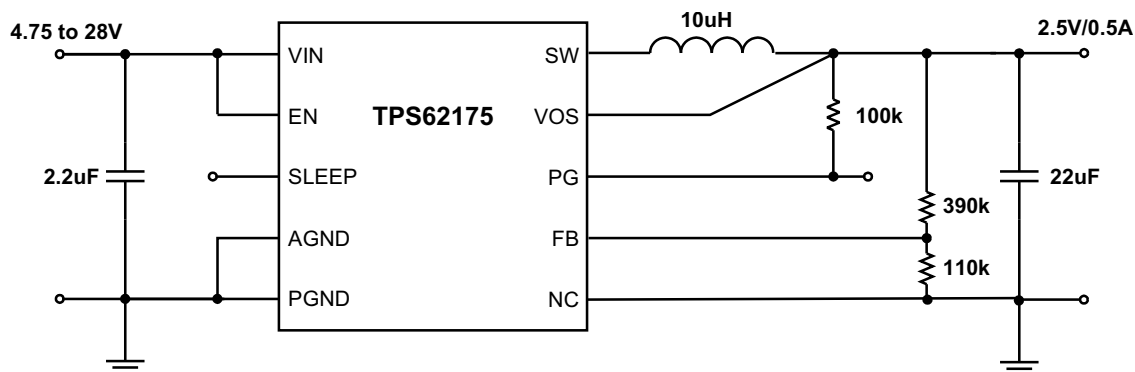 4.75 to 28V
10uH
2.5V/0.5A
VIN
SW
EN
TPS62175
VOS
100k
2.2uF
SLEEP
PG
22uF
390k
AGND
FB
110k
PGND
NC